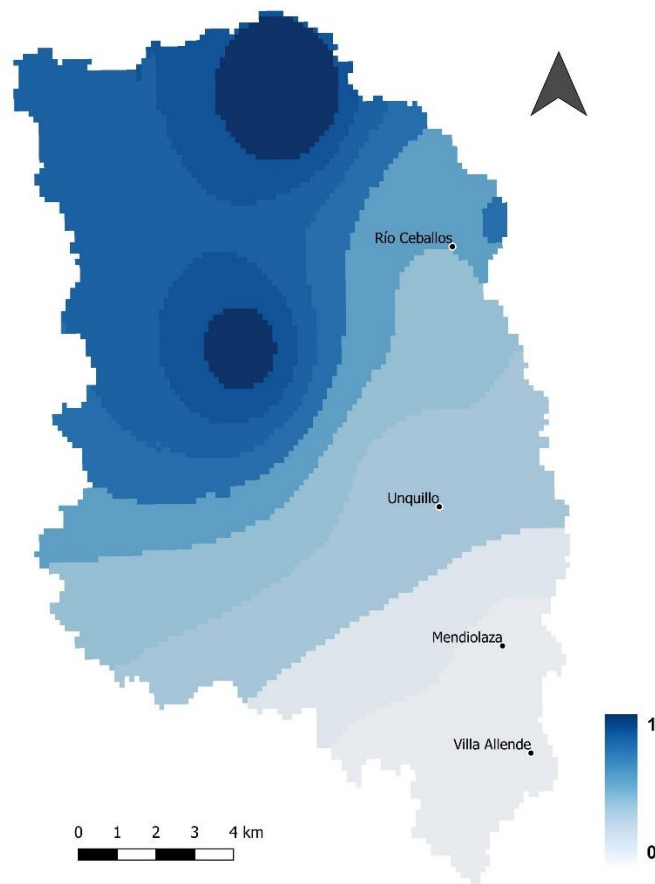 Río Ceballos
Unquillo
Mendiolaza
Villa Allende
1
0
0 1 2 3 4 km